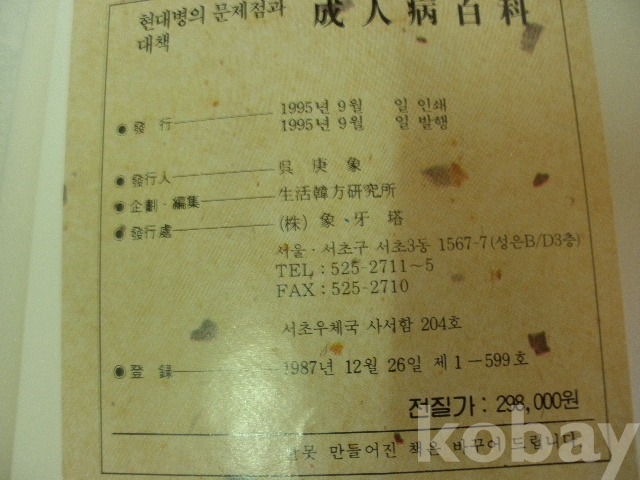 현대병의 문제점과 成人病百科
대책
1995년 9월 일 인쇄
◉ 發行 1995년 9월 일 발행
◉ 發行人 吳庚象
◉ 企劃·編集 生活韓方硏究所
◉ 發行處 (株) 象牙塔
서울·서초구 서초3동 1567-7(성은B/D3층)
TEL : 525-2711~5
FAX : 525-2710
서초우체국 사서함 204호
◉ 登錄 1987년 12월 26일 제 1-599호
전질가 : 298,000원
잘못 만들어진 책은 바꾸어 드립니다.
kobay